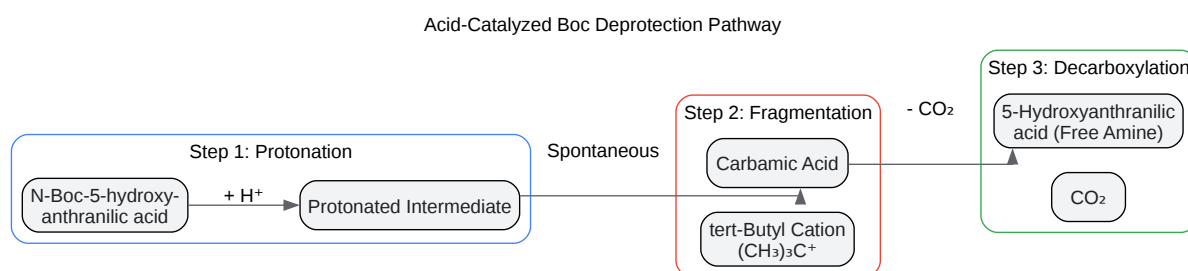 Acid-Catalyzed Boc Deprotection Pathway
Step 1: Protonation
N-Boc-5-hydroxy-
anthranilic acid
+ H⁺
Protonated Intermediate
Spontaneous
Step 2: Fragmentation
Carbamic Acid
tert-Butyl Cation
(CH₃)₃C⁺
- CO₂
Step 3: Decarboxylation
5-Hydroxyanthranilic
acid (Free Amine)
CO₂